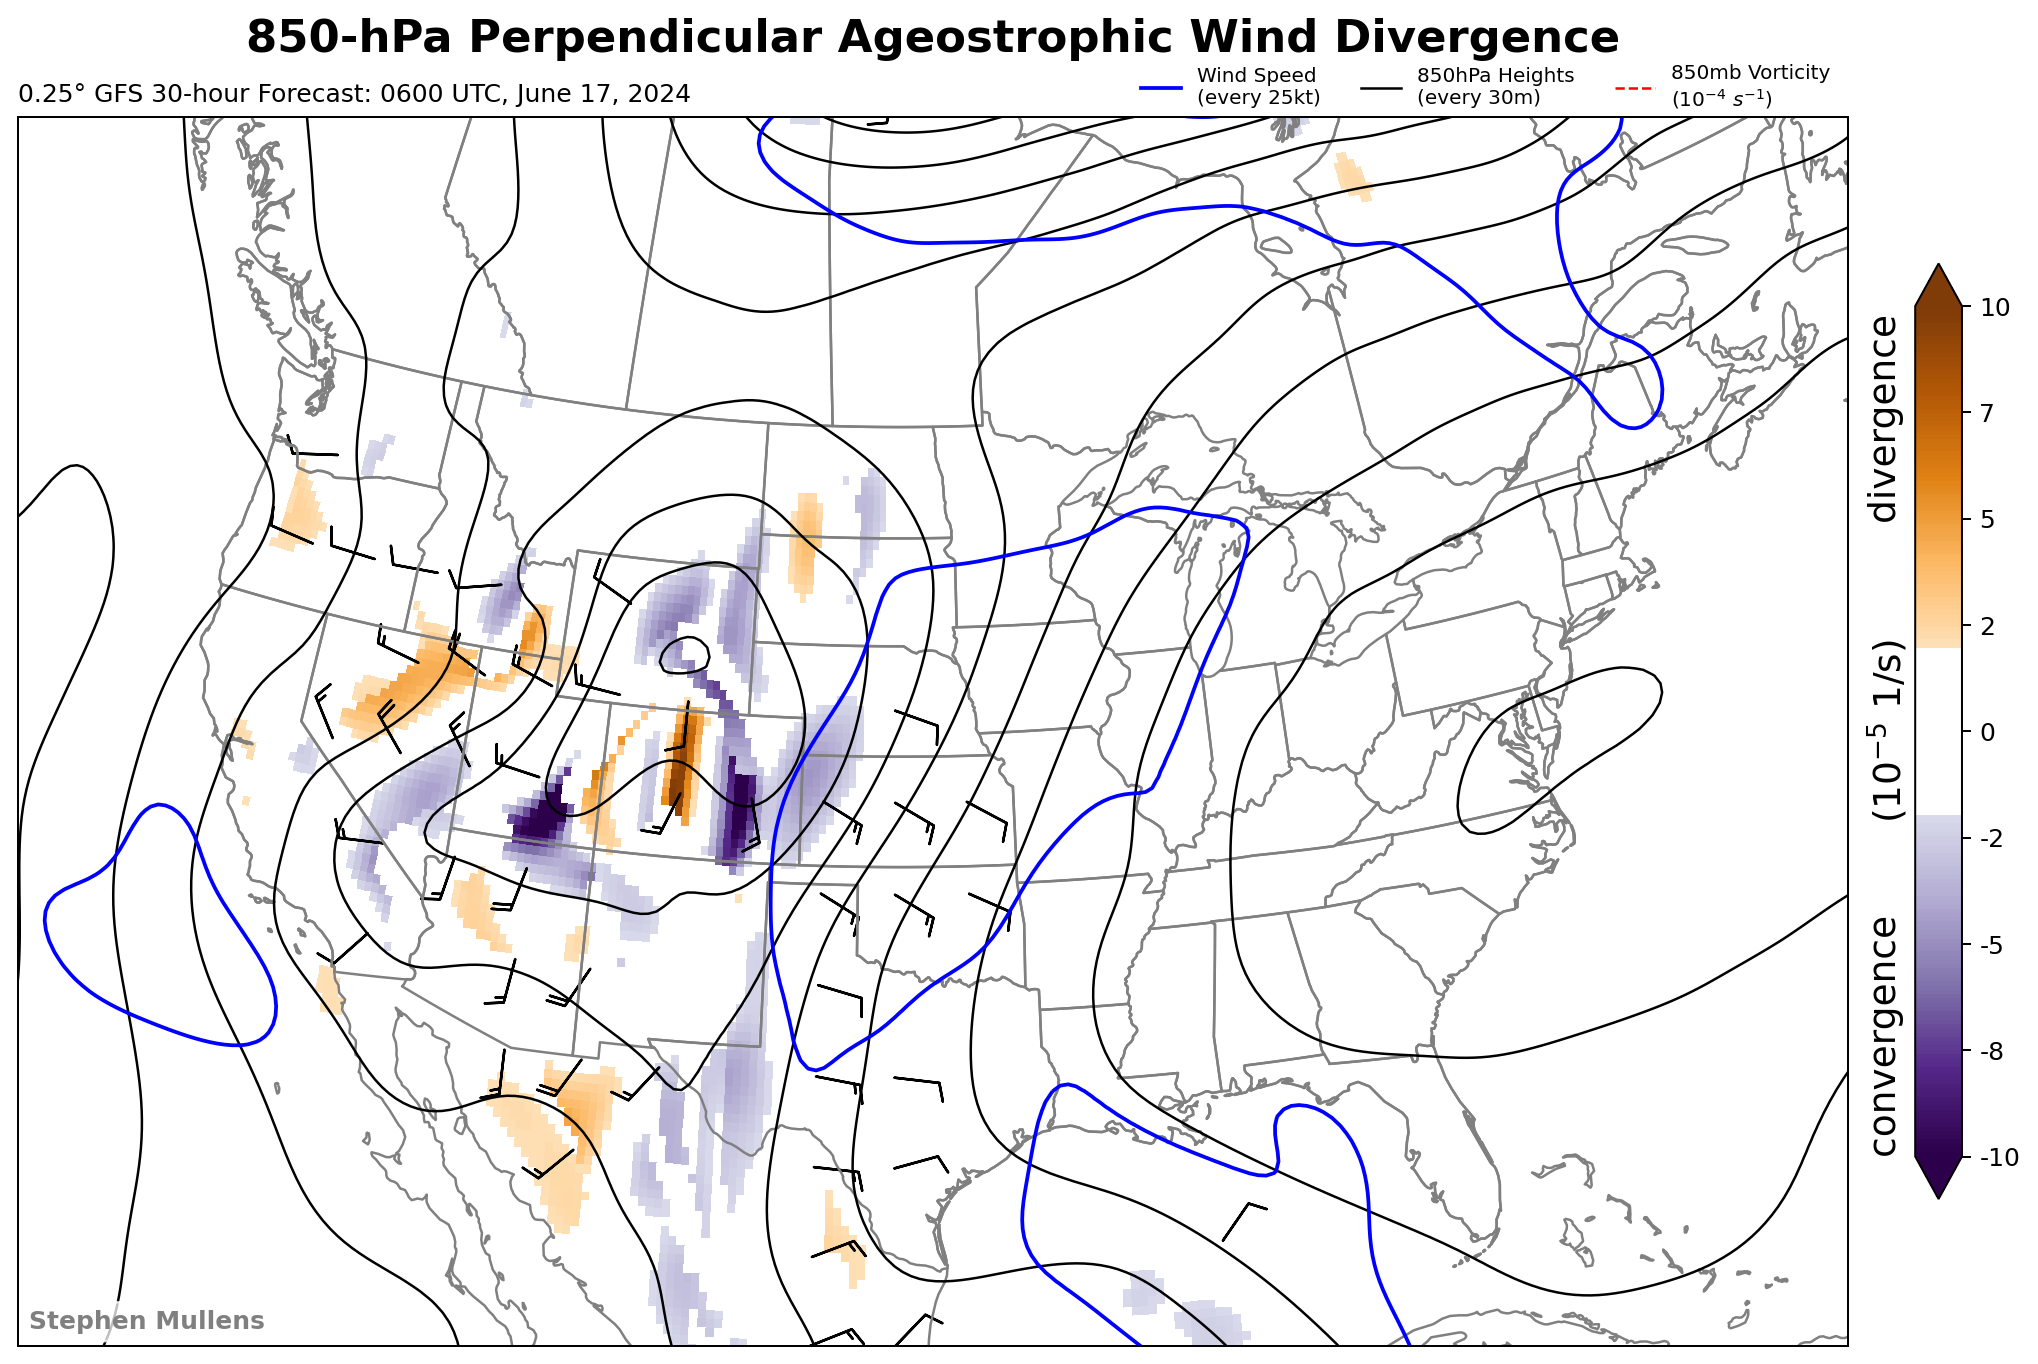 850-hPa Perpendicular Ageostrophic Wind Divergence
0.25° GFS 30-hour Forecast: 0600 UTC, June 17, 2024
Wind Speed
(every 25kt)
850hPa Heights
(every 30m)
850mb Vorticity
(10⁻⁴ s⁻¹)
10
7
5
2
0
-2
-5
-8
-10
convergence (10⁻⁵ 1/s) divergence
Stephen Mullens